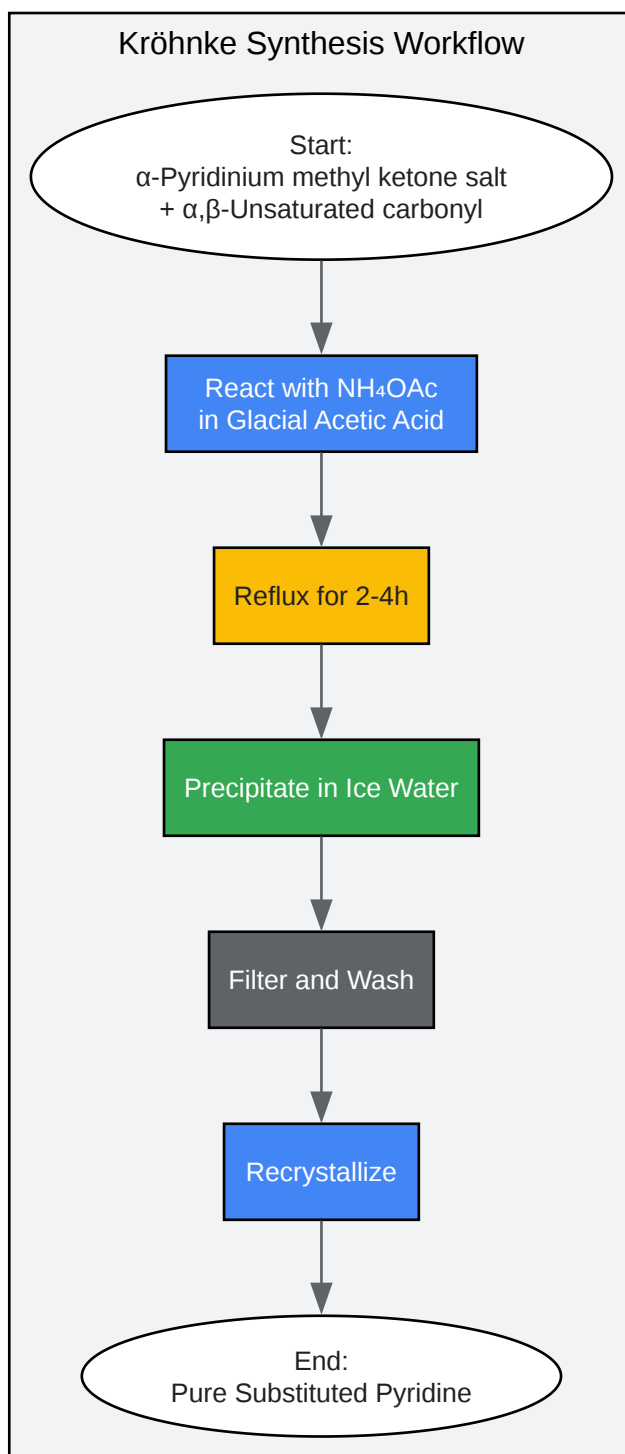 Kröhnke Synthesis Workflow
Start:
α-Pyridinium methyl ketone salt
+ α,β-Unsaturated carbonyl
React with NH₄OAc
in Glacial Acetic Acid
Reflux for 2-4h
Precipitate in Ice Water
Filter and Wash
Recrystallize
End:
Pure Substituted Pyridine